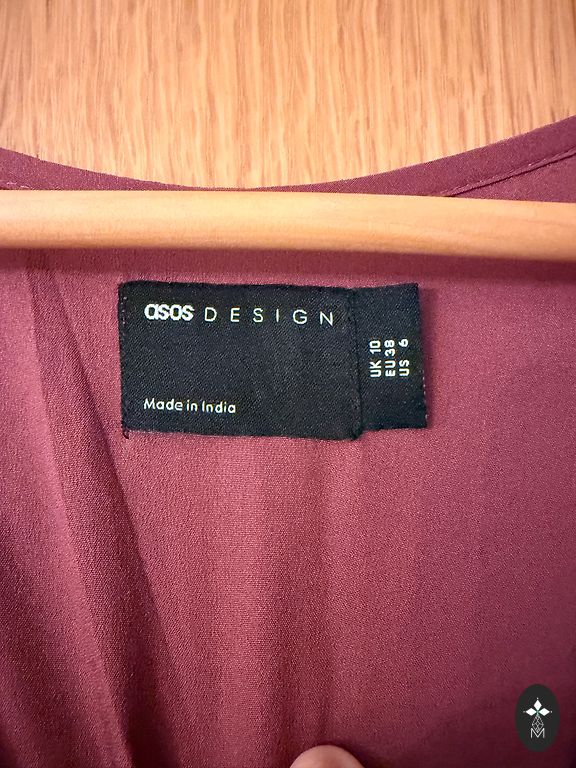 asos DESIGN
Made in India
UK 10
EU 38
US 6
M